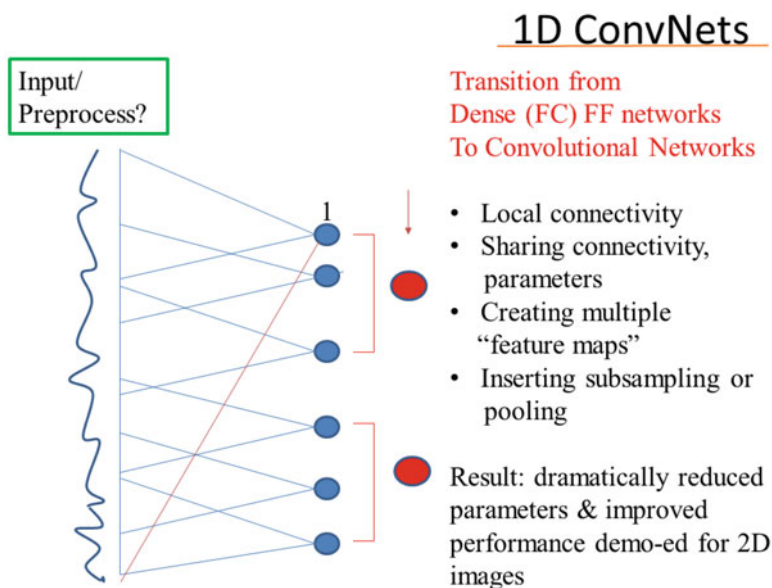 1D ConvNets
Input/
Preprocess?
Transition from
Dense (FC) FF networks
To Convolutional Networks
1
• Local connectivity
• Sharing connectivity,
parameters
• Creating multiple
“feature maps”
• Inserting subsampling or
pooling
Result: dramatically reduced
parameters & improved
performance demo-ed for 2D
images